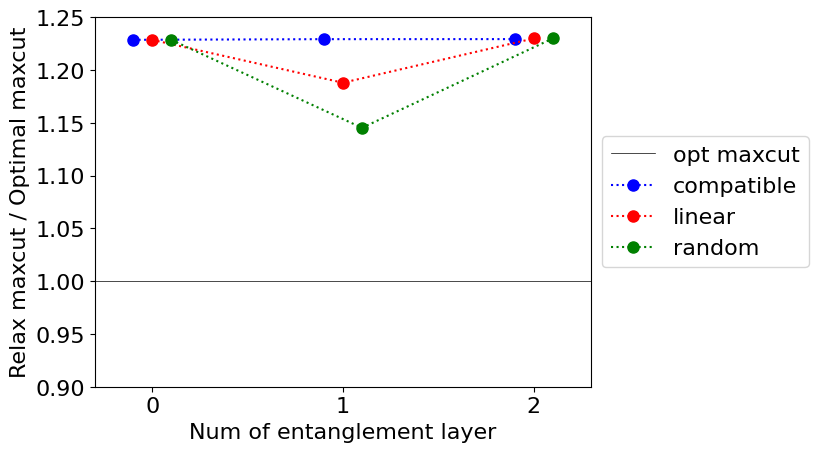 Relax maxcut / Optimal maxcut
1.25
1.20
1.15
1.10
1.05
1.00
0.95
0.90
0
1
2
Num of entanglement layer
opt maxcut
compatible
linear
random